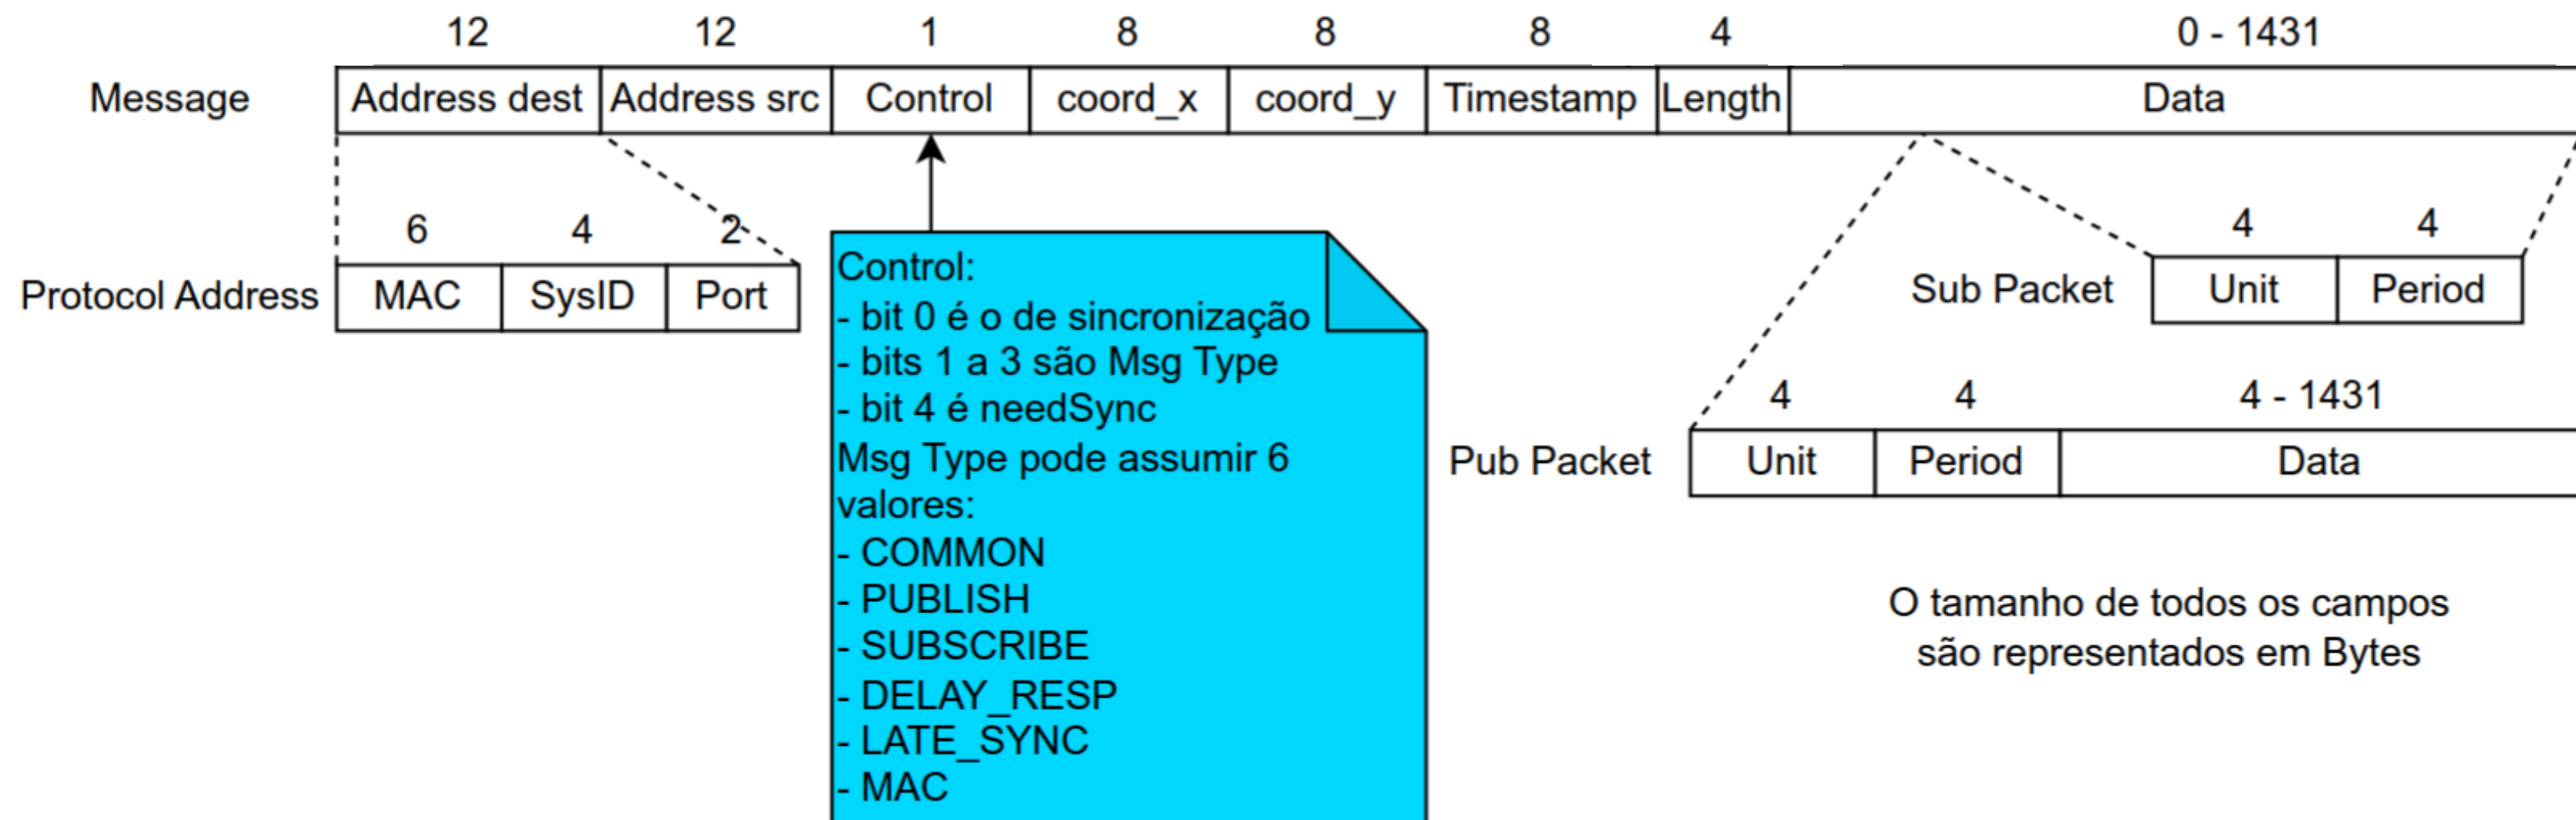 12 12 1 8 8 8 4 0 - 1431
Message Address dest Address src Control coord_x coord_y Timestamp Length Data
6 4 2
Protocol Address MAC SysID Port
Control:
- bit 0 é o de sincronização
- bits 1 a 3 são Msg Type
- bit 4 é needSync
Msg Type pode assumir 6
valores:
- COMMON
- PUBLISH
- SUBSCRIBE
- DELAY_RESP
- LATE_SYNC
- MAC
4 4
Sub Packet Unit Period
4 4 4 - 1431
Pub Packet Unit Period Data
O tamanho de todos os campos
são representados em Bytes